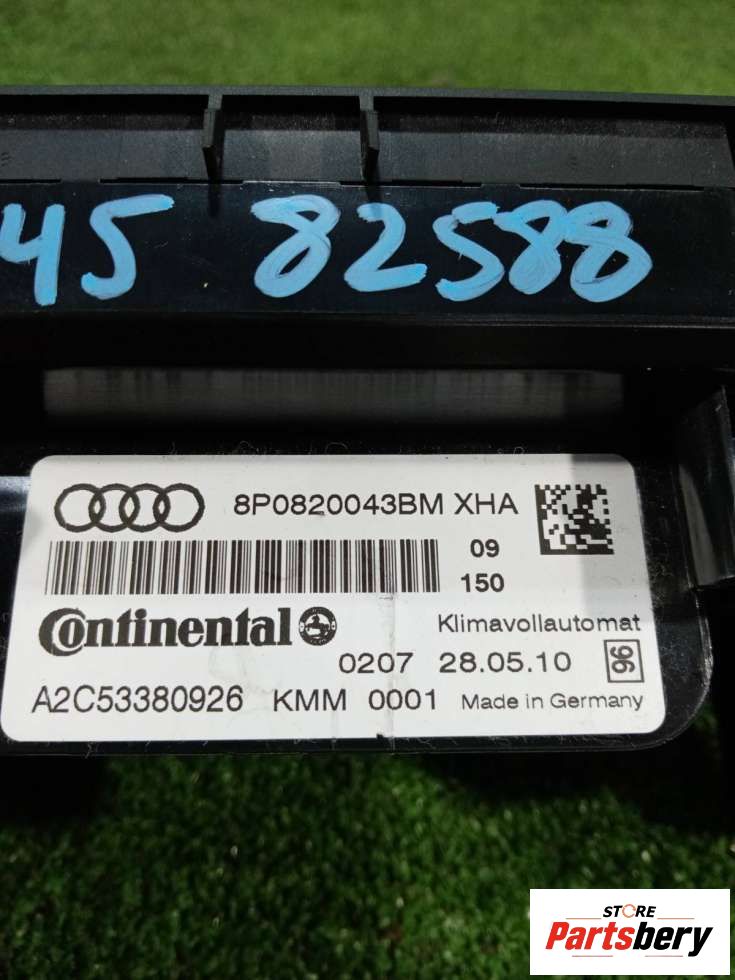 45 82588
8P0820043BM XHA
09
150
Continental
Klimavollautomat
0207 28.05.10 96
A2C53380926 KMM 0001 Made in Germany
STORE
Partsbery